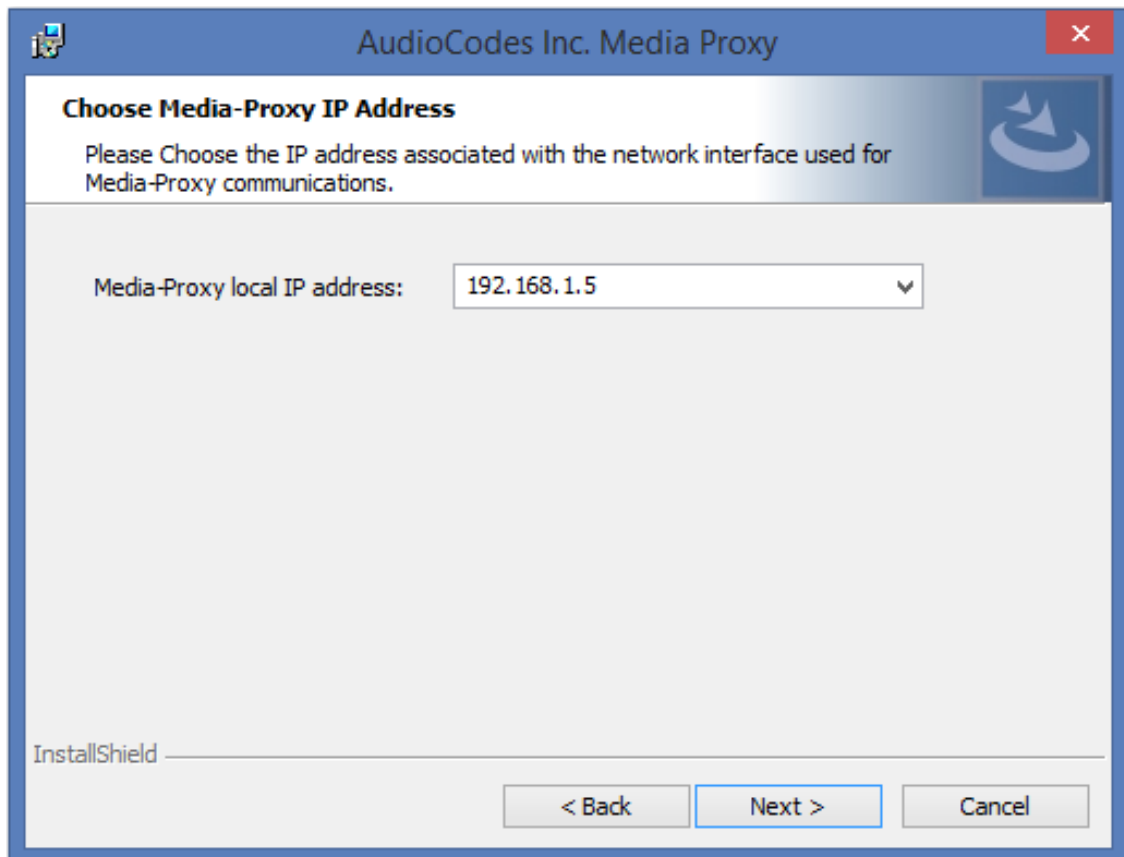 AudioCodes Inc. Media Proxy
Choose Media-Proxy IP Address
Please Choose the IP address associated with the network interface used for
Media-Proxy communications.
Media-Proxy local IP address: 192.168.1.5
InstallShield
< Back Next > Cancel